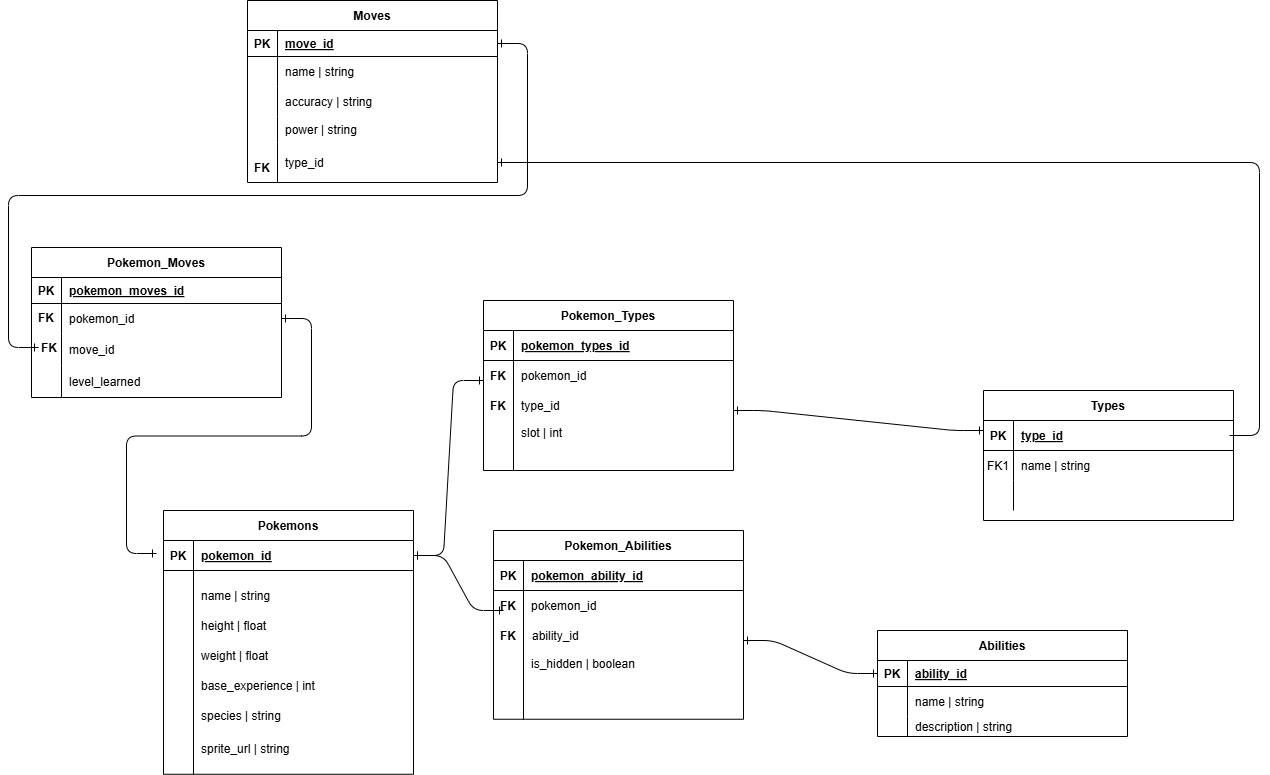 Moves
PK move_id
name | string
accuracy | string
power | string
FK type_id
Pokemon_Moves
PK pokemon_moves_id
FK pokemon_id
FK move_id
level_learned
Pokemon_Types
PK pokemon_types_id
FK pokemon_id
FK type_id
slot | int
Types
PK type_id
FK1 name | string
Pokemons
PK pokemon_id
name | string
height | float
weight | float
base_experience | int
species | string
sprite_url | string
Pokemon_Abilities
PK pokemon_ability_id
FK pokemon_id
FK ability_id
is_hidden | boolean
Abilities
PK ability_id
name | string
description | string